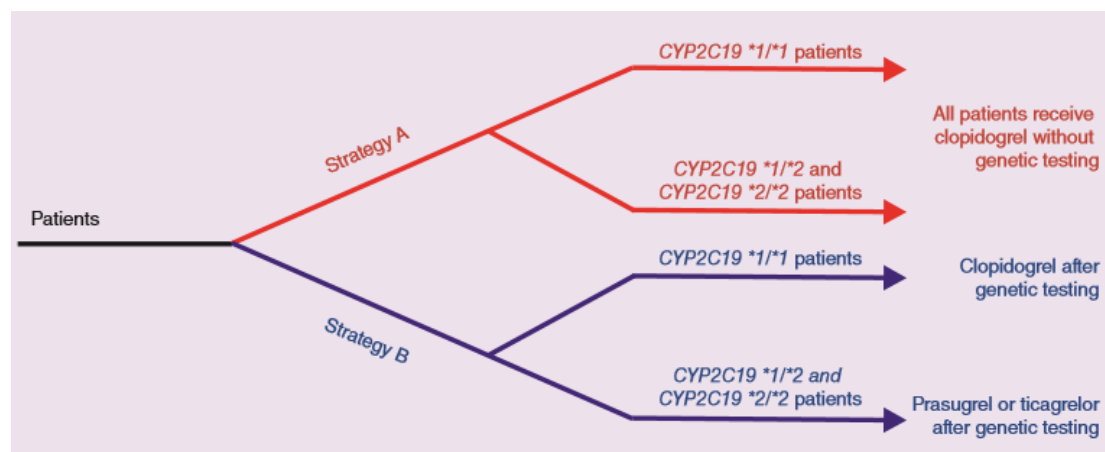 CYP2C19 *1/*1 patients
Strategy A
All patients receive
clopidogrel without
genetic testing
CYP2C19 *1/*2 and
CYP2C19 *2/*2 patients
Patients
CYP2C19 *1/*1 patients
Clopidogrel after
genetic testing
Strategy B
CYP2C19 *1/*2 and
CYP2C19 *2/*2 patients
Prasugrel or ticagrelor
after genetic testing